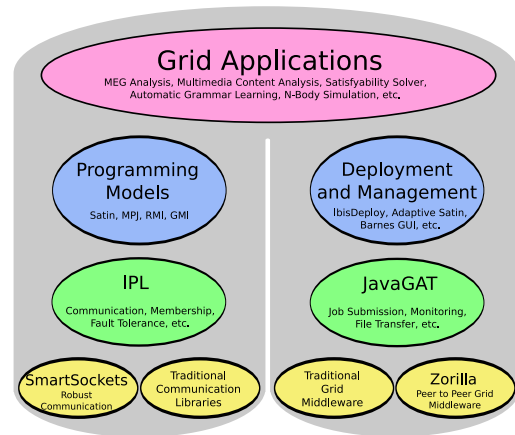 Grid Applications
MEG Analysis, Multimedia Content Analysis, Satisfyability Solver,
Automatic Grammar Learning, N-Body Simulation, etc.
Programming
Models
Satin, MPJ, RMI, GMI
Deployment
and Management
IbisDeploy, Adaptive Satin,
Barnes GUI, etc.
IPL
Communication, Membership,
Fault Tolerance, etc.
JavaGAT
Job Submission, Monitoring,
File Transfer, etc.
SmartSockets
Robust
Communication
Traditional
Communication
Libraries
Traditional
Grid
Middleware
Zorilla
Peer to Peer Grid
Middleware